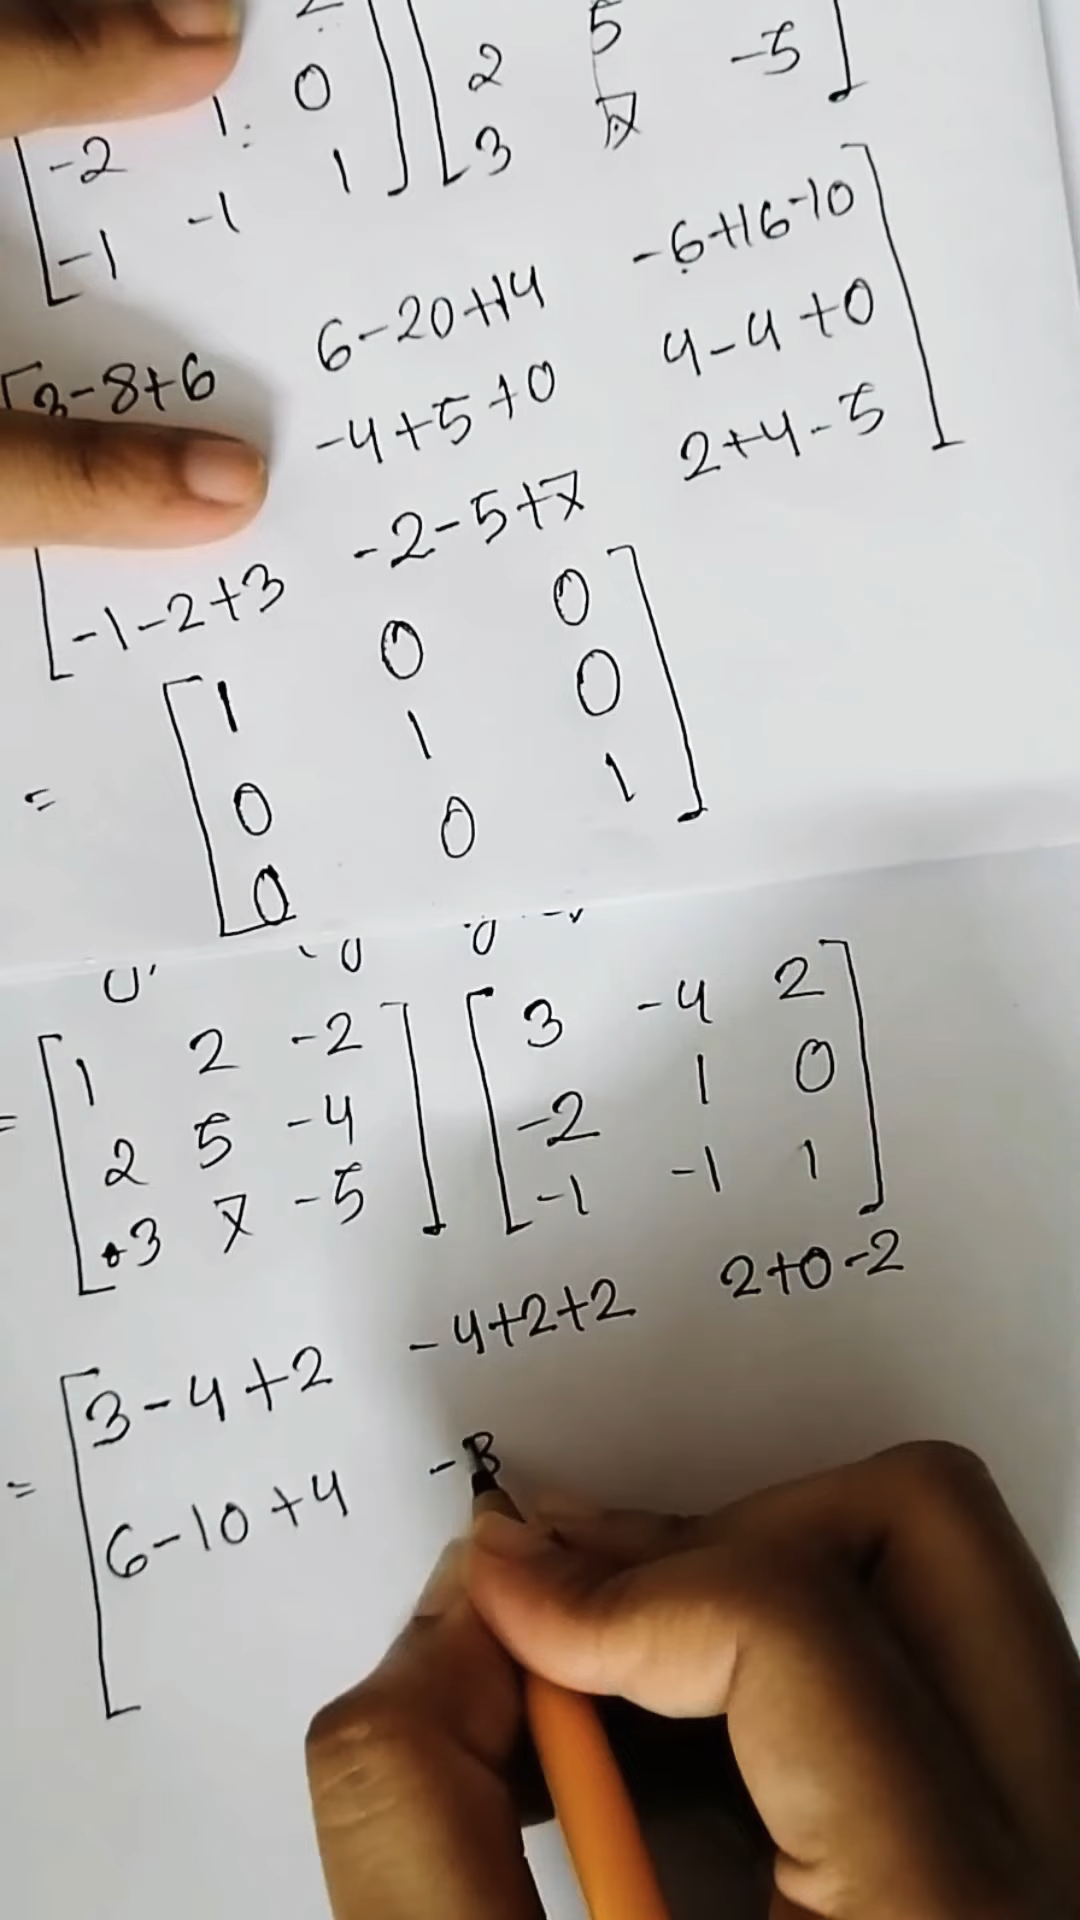 0 ] [ 2 5 -5 ]
[ -2 1 0
-1 -1 1 ] [ 3 7
[ 3-8+6 6-20+14 -6+16-10 ]
-4+5+0 4-4+0
[ -1-2+3 -2-5+7 2+4-5 ]
= [ 1 0 0
0 1 0
0 0 1 ]
= [ 1 2 -2 ] [ 3 -4 2 ]
[ 2 5 -4 ] [ -2 1 0 ]
[ 3 7 -5 ] [ -1 -1 1 ]
= [ 3-4+2 -4+2+2 2+0-2
6-10+4 -8